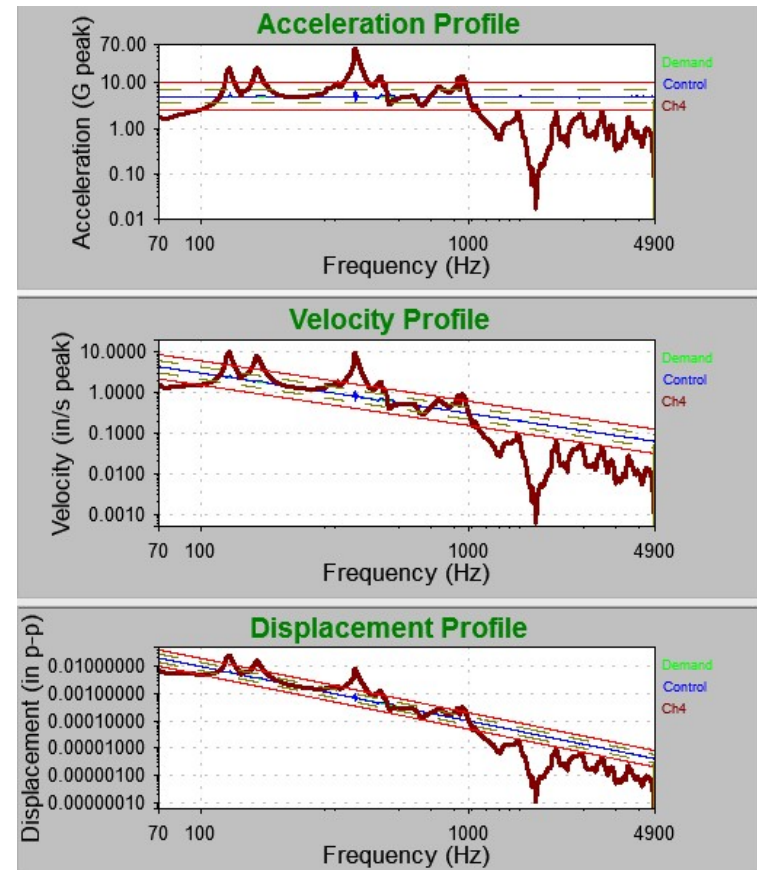 Acceleration Profile
Acceleration (G peak)
70.00
10.00
1.00
0.10
0.01
70 100 1000 4900
Frequency (Hz)
Demand
Control
Ch4
Velocity Profile
Velocity (in/s peak)
10.0000
1.0000
0.1000
0.0100
0.0010
70 100 1000 4900
Frequency (Hz)
Demand
Control
Ch4
Displacement Profile
Displacement (in p-p)
0.01000000
0.00100000
0.00010000
0.00001000
0.00000100
0.00000010
70 100 1000 4900
Frequency (Hz)
Demand
Control
Ch4